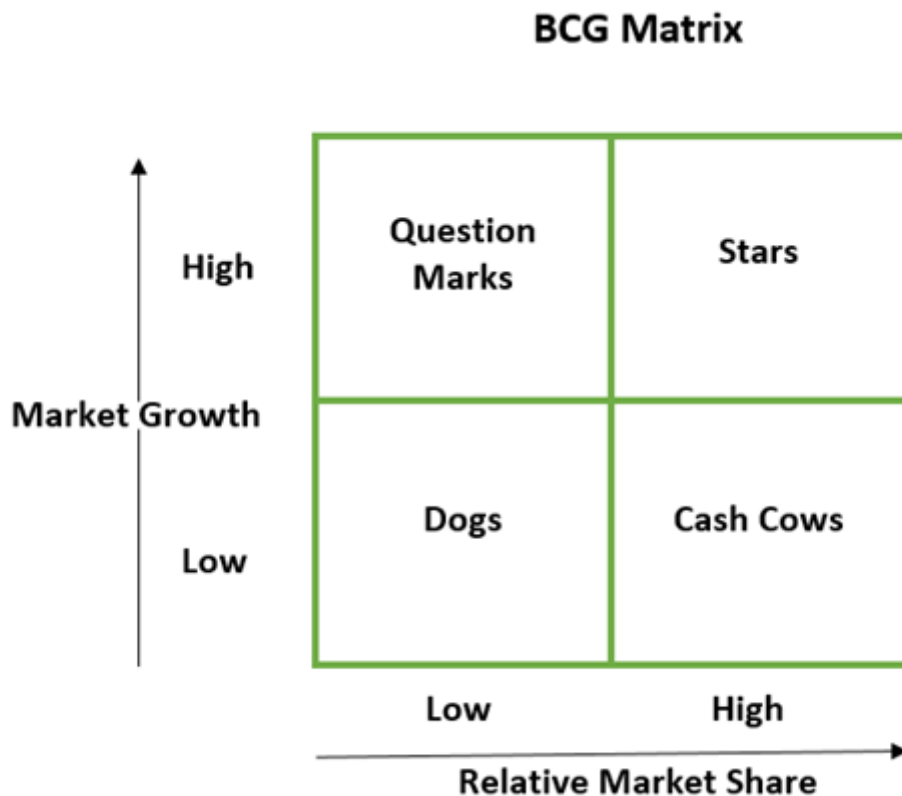 BCG Matrix
Question
Marks
Stars
High
Market Growth
Dogs
Cash Cows
Low
Low
High
Relative Market Share